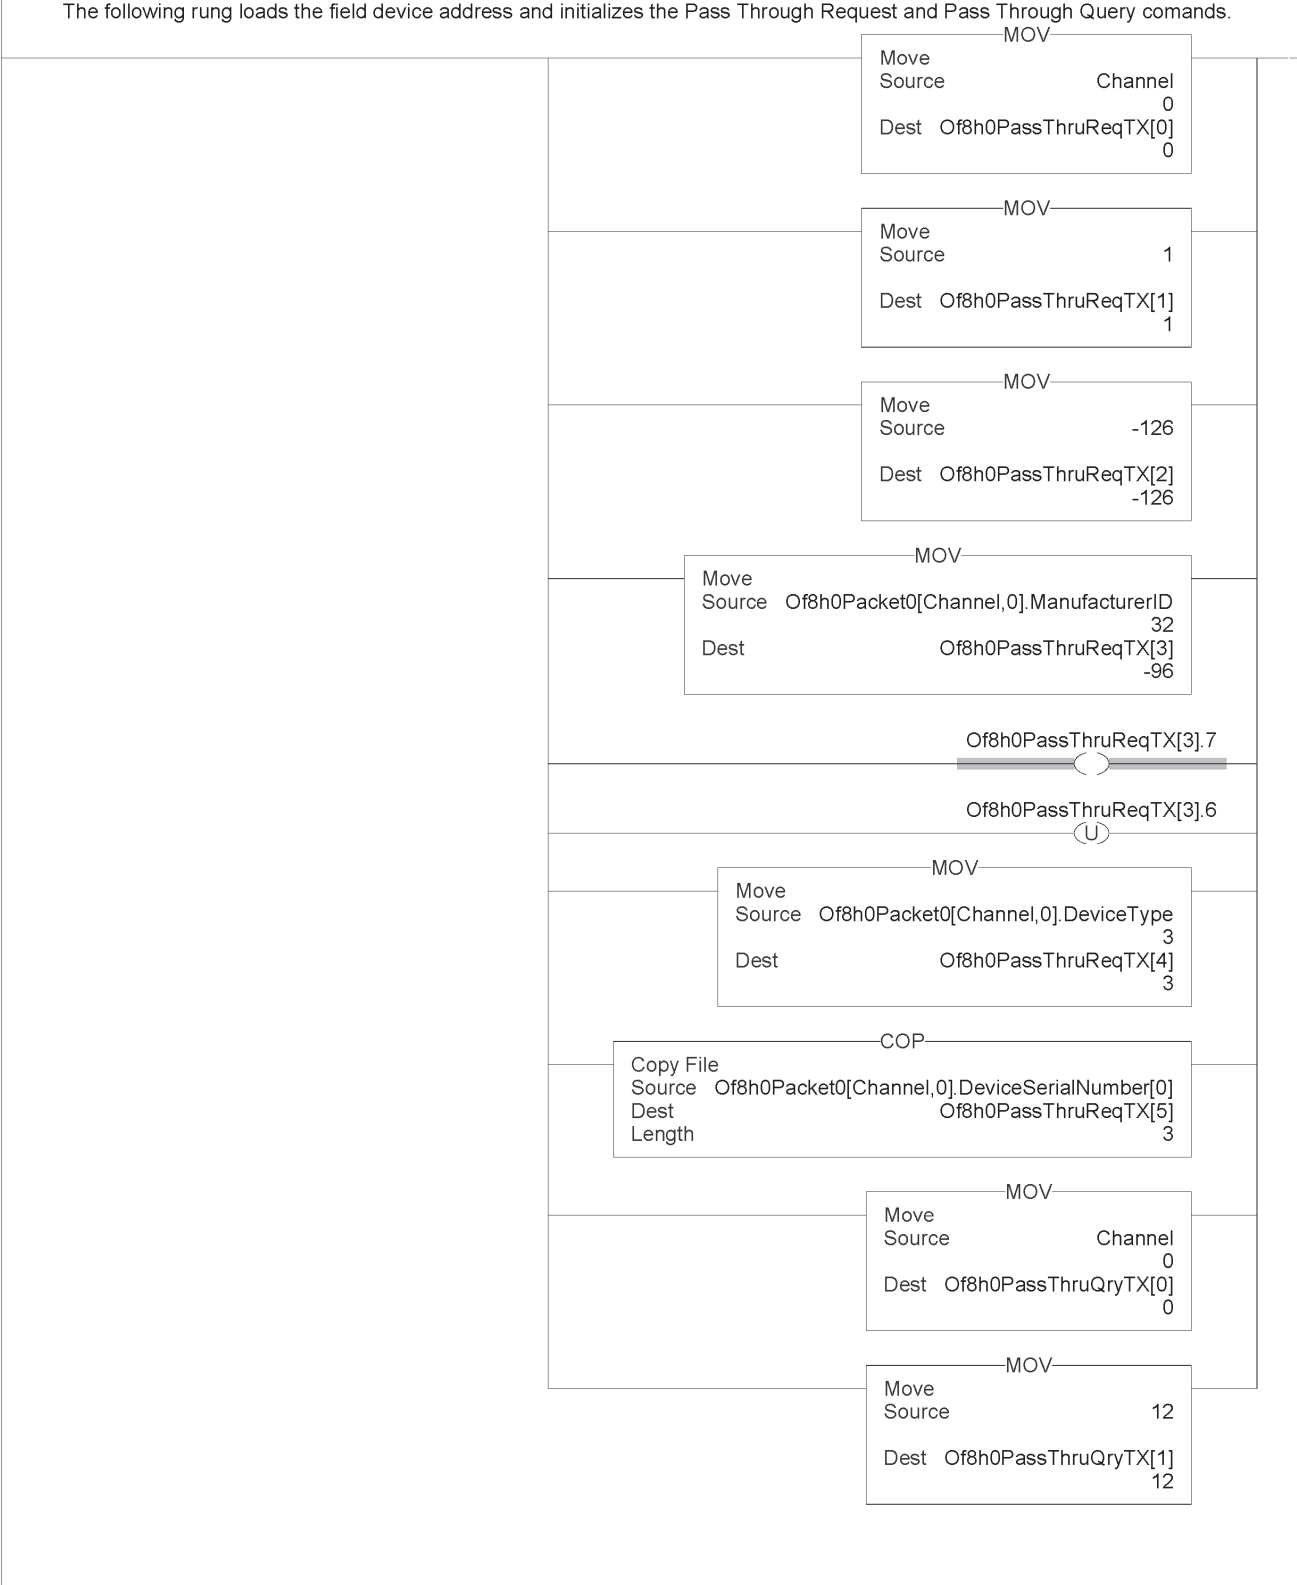 The following rung loads the field device address and initializes the Pass Through Request and Pass Through Query comands.
MOV
Move
Source Channel
0
Dest Of8h0PassThruReqTX[0]
0
MOV
Move
Source 1
Dest Of8h0PassThruReqTX[1]
1
MOV
Move
Source -126
Dest Of8h0PassThruReqTX[2]
-126
MOV
Move
Source Of8h0Packet0[Channel,0].ManufacturerID
32
Dest Of8h0PassThruReqTX[3]
-96
Of8h0PassThruReqTX[3].7
Of8h0PassThruReqTX[3].6
U
MOV
Move
Source Of8h0Packet0[Channel,0].DeviceType
3
Dest Of8h0PassThruReqTX[4]
3
COP
Copy File
Source Of8h0Packet0[Channel,0].DeviceSerialNumber[0]
Dest Of8h0PassThruReqTX[5]
Length 3
MOV
Move
Source Channel
0
Dest Of8h0PassThruQryTX[0]
0
MOV
Move
Source 12
Dest Of8h0PassThruQryTX[1]
12